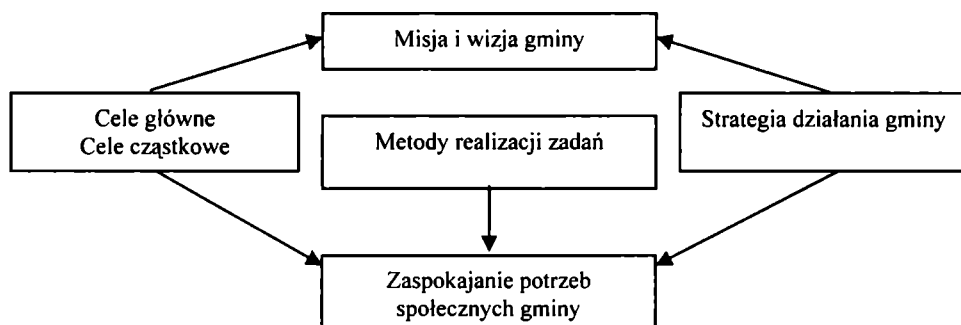 Misja i wizja gminy
Cele główne
Cele cząstkowe
Metody realizacji zadań
Strategia działania gminy
Zaspokajanie potrzeb
społecznych gminy